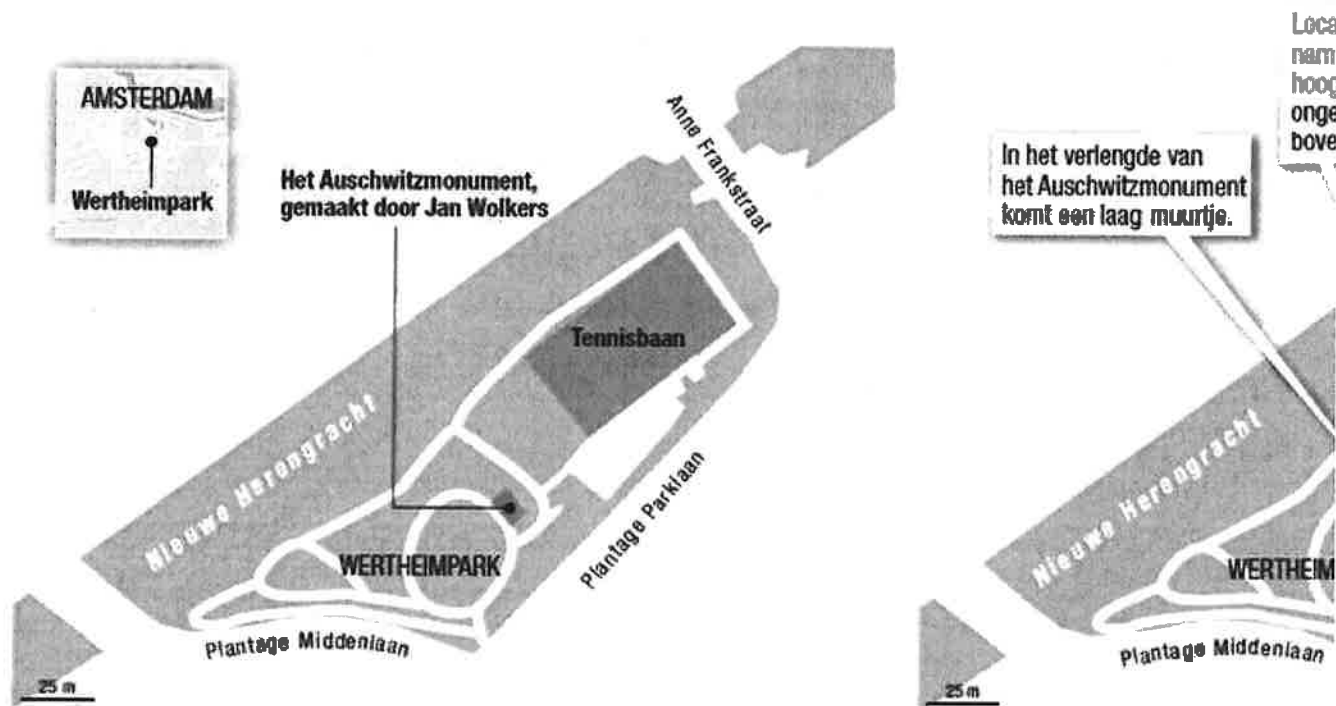 AMSTERDAM
Wertheimpark
Het Auschwitzmonument,
gemaakt door Jan Wolkers
Anne Frankstraat
Tennisbaan
Nieuwe Herengracht
WERTHEIMPARK
Plantage Parklaan
Plantage Middenlaan
25 m
In het verlengde van
het Auschwitzmonument
komt een laag muurtje.
Nieuwe Herengracht
Plantage Middenlaan
25 m